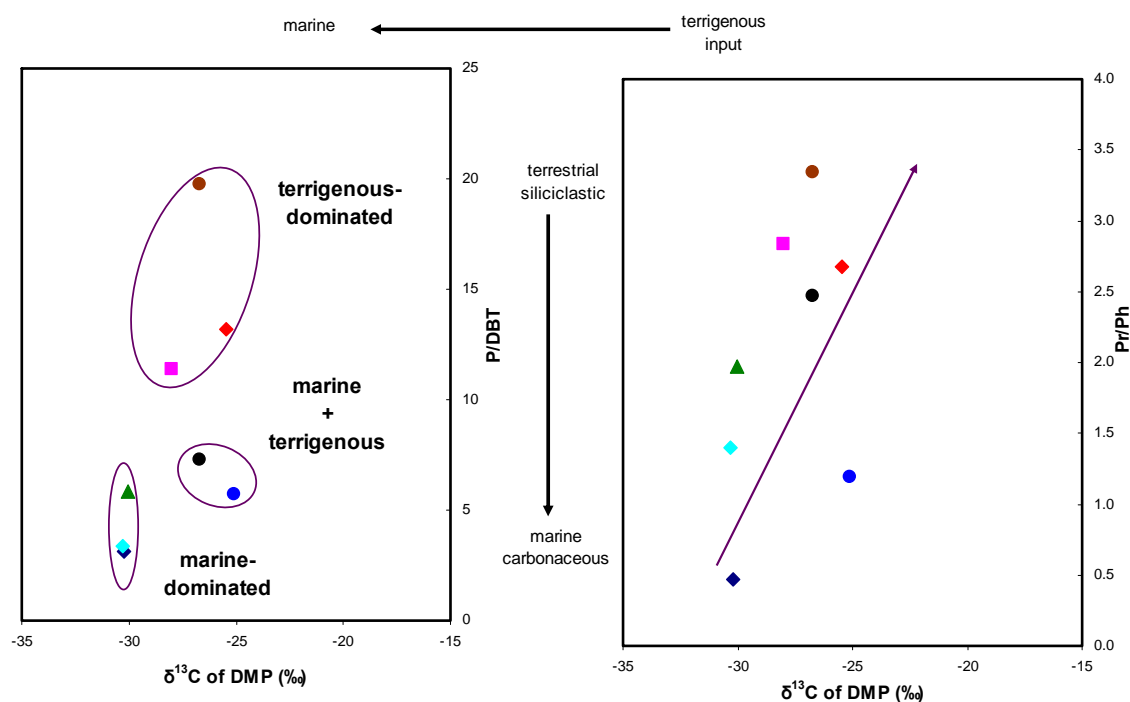 marine
terrigenous
input
25
20
15
10
5
0
P/DBT
terrigenous-
dominated
marine
+
terrigenous
marine-
dominated
-35
-30
-25
-20
-15
δ¹³C of DMP (‰)
terrestrial
siliciclastic
marine
carbonaceous
4.0
3.5
3.0
2.5
2.0
1.5
1.0
0.5
0.0
Pr/Ph
-35
-30
-25
-20
-15
δ¹³C of DMP (‰)